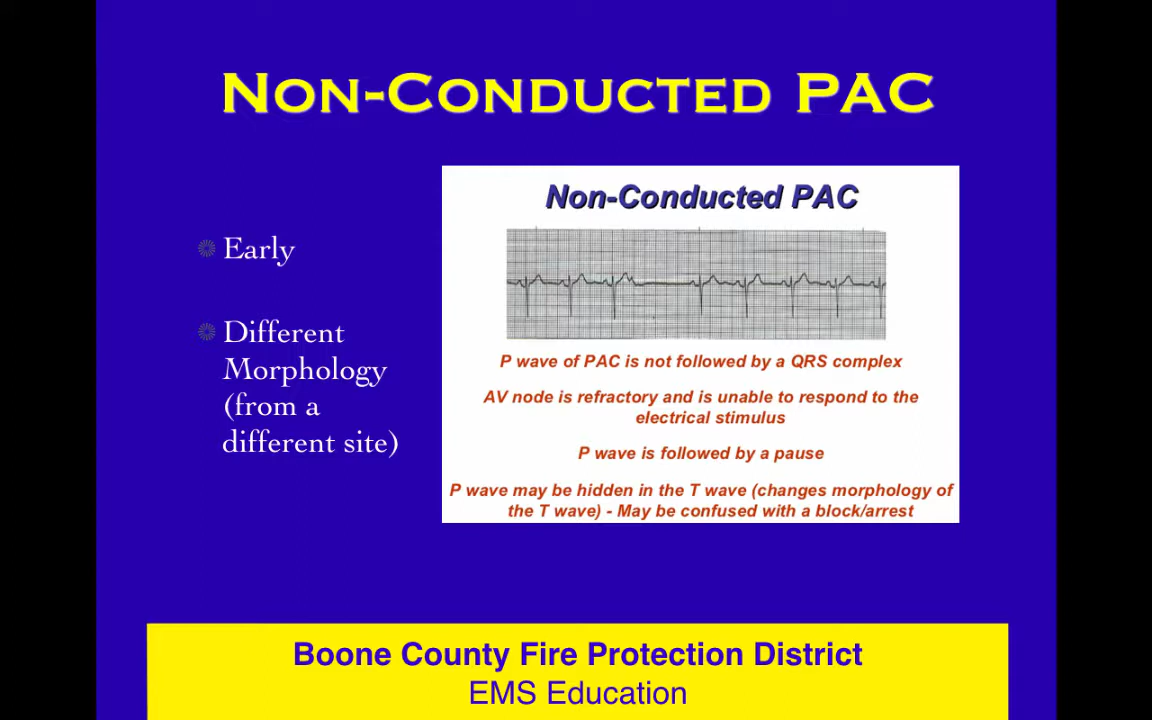 Non-Conducted PAC
Early
Different
Morphology
(from a
different site)
Non-Conducted PAC
P wave of PAC is not followed by a QRS complex
AV node is refractory and is unable to respond to the
electrical stimulus
P wave is followed by a pause
P wave may be hidden in the T wave (changes morphology of
the T wave) - May be confused with a block/arrest
Boone County Fire Protection District
EMS Education